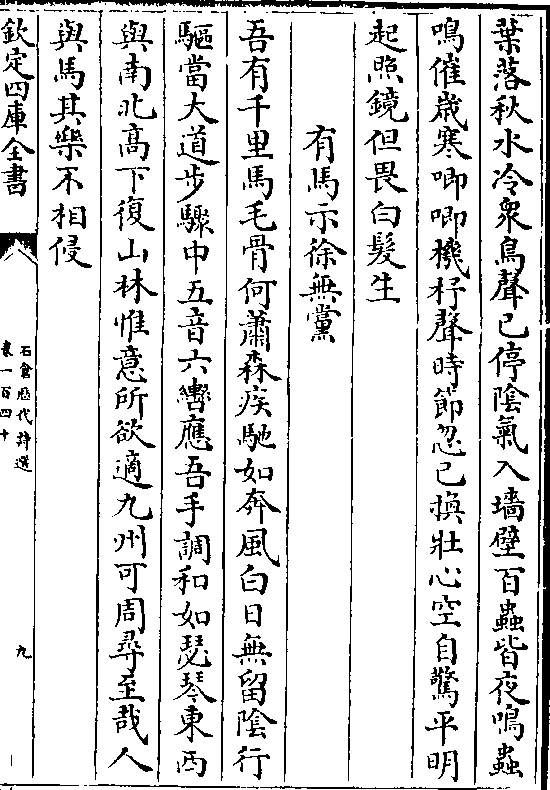 葉落秋水冷衆鳥聲已停陰氣入墻壁百蟲皆夜鳴蟲
鳴催歲寒唧唧機杼聲時節忽已換壯心空自驚平明
起照鏡但畏白髮生
有馬示徐無黨
吾有千里馬毛骨何蕭森疾馳如奔風白日無留陰行
驅當大道步驟中五音六轡應吾手調和如瑟琴東西
與南北高下復山林惟意所欲適九州可周尋至哉人
與馬其樂不相侵
欽定四庫全書
石倉歷代詩選
卷一百四十
九